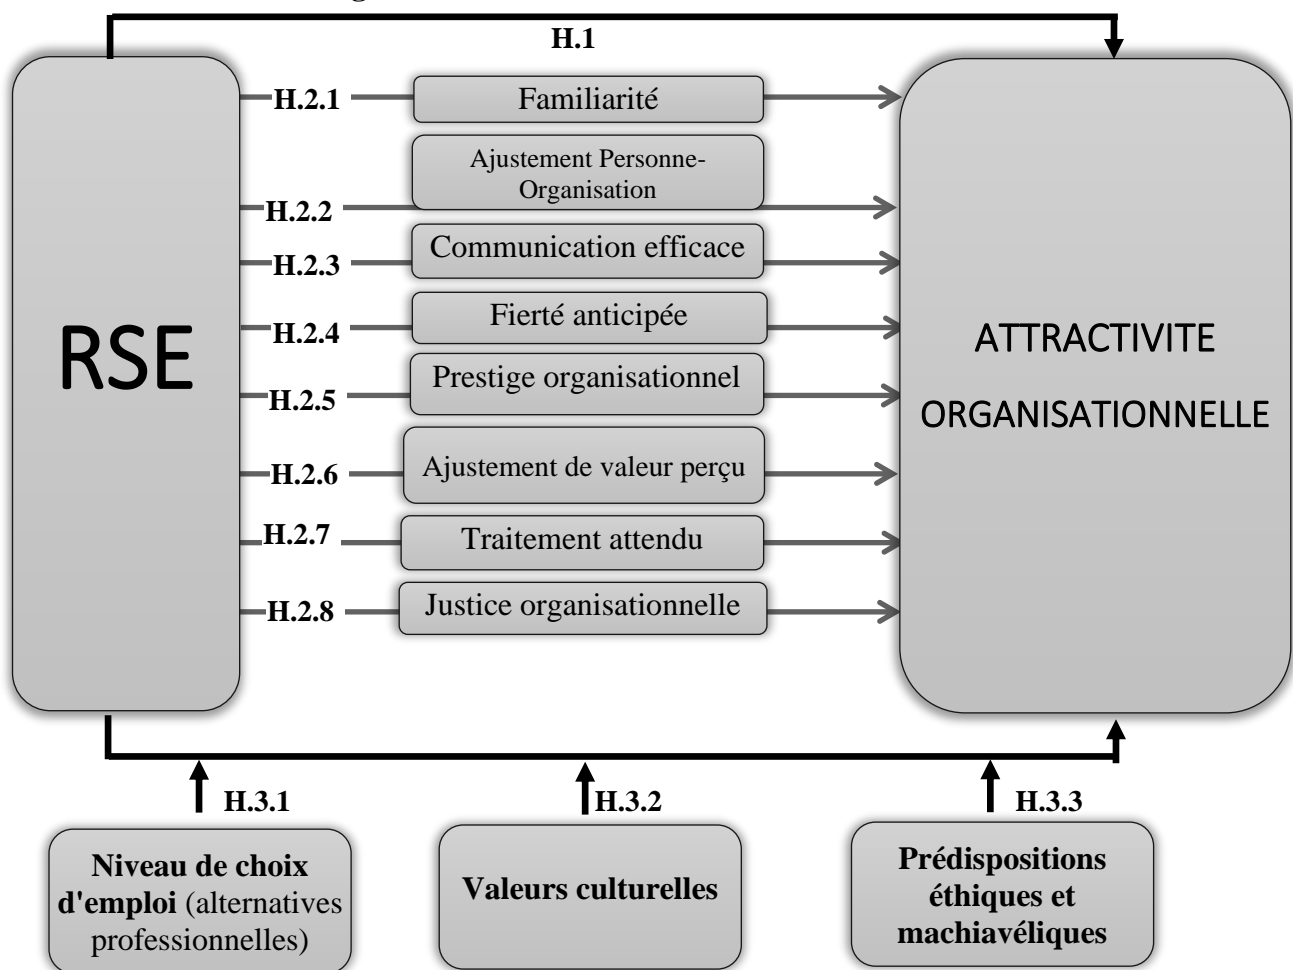 H.1
RSE
H.2.1
Familiarité
H.2.2
Ajustement Personne-
Organisation
H.2.3
Communication efficace
H.2.4
Fierté anticipée
H.2.5
Prestige organisationnel
H.2.6
Ajustement de valeur perçu
H.2.7
Traitement attendu
H.2.8
Justice organisationnelle
ATTRACTIVITE
ORGANISATIONNELLE
H.3.1
H.3.2
H.3.3
Niveau de choix
d'emploi (alternatives
professionnelles)
Valeurs culturelles
Prédispositions
éthiques et
machiavéliques